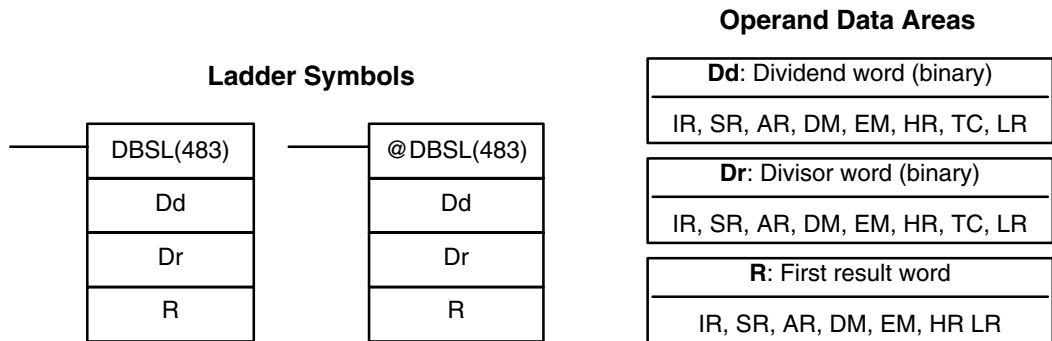 Ladder Symbols
DBSL(483)
Dd
Dr
R
@DBSL(483)
Dd
Dr
R
Operand Data Areas
Dd: Dividend word (binary)
IR, SR, AR, DM, EM, HR, TC, LR
Dr: Divisor word (binary)
IR, SR, AR, DM, EM, HR, TC, LR
R: First result word
IR, SR, AR, DM, EM, HR LR